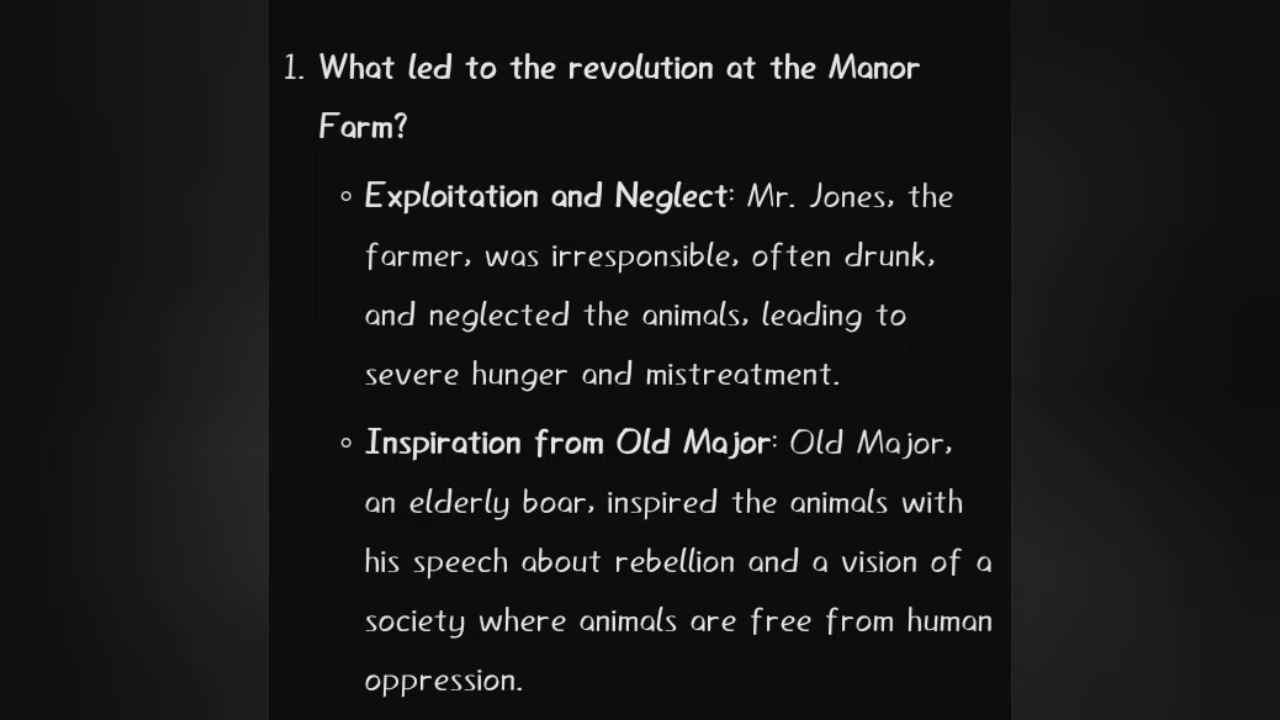 1. What led to the revolution at the Manor
Farm?
◦ Exploitation and Neglect: Mr. Jones, the
farmer, was irresponsible, often drunk,
and neglected the animals, leading to
severe hunger and mistreatment.
◦ Inspiration from Old Major: Old Major,
an elderly boar, inspired the animals with
his speech about rebellion and a vision of a
society where animals are free from human
oppression.